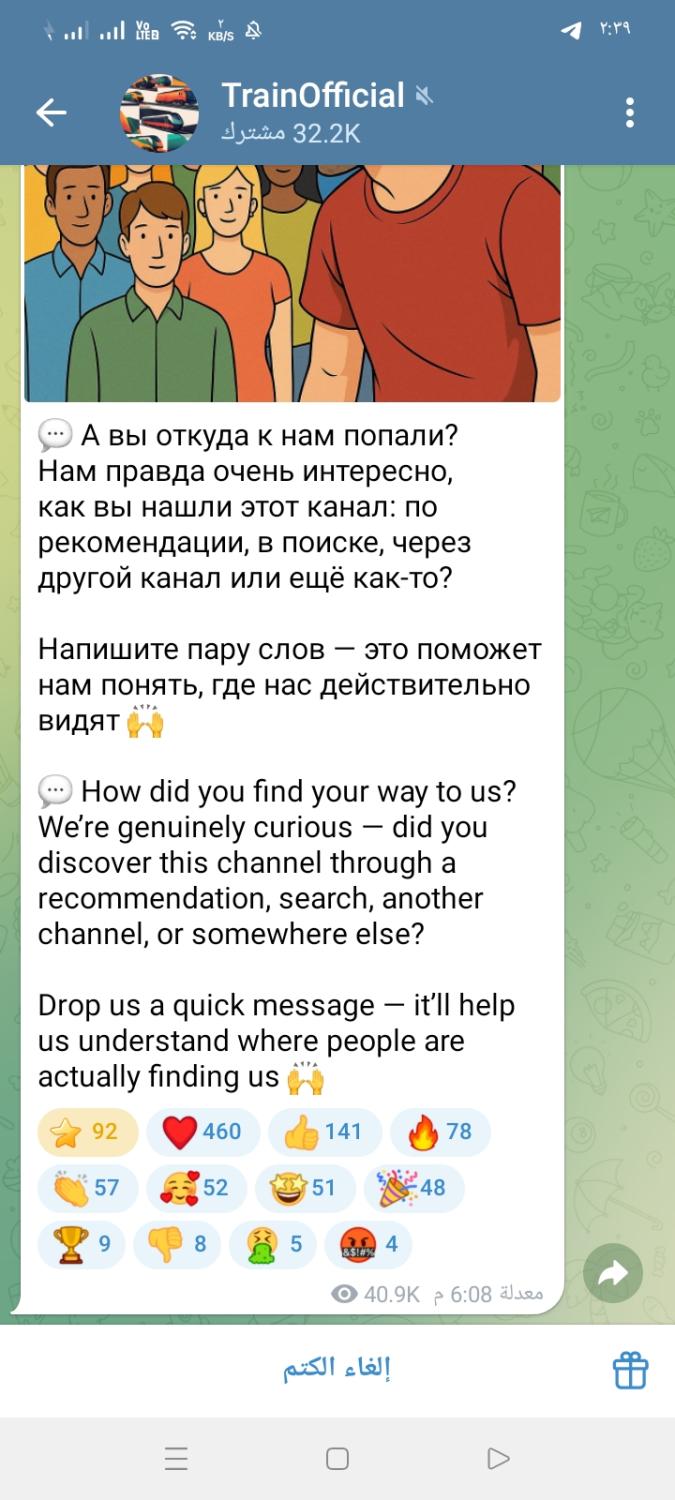 Vo LTE2 ٢ KB/S ٢:٣٩
TrainOfficial
32.2K مشترك
💬 А вы откуда к нам попали?
Нам правда очень интересно,
как вы нашли этот канал: по
рекомендации, в поиске, через
другой канал или ещё как-то?
Напишите пару слов — это поможет
нам понять, где нас действительно
видят 🙌
💬 How did you find your way to us?
We’re genuinely curious — did you
discover this channel through a
recommendation, search, another
channel, or somewhere else?
Drop us a quick message — it’ll help
us understand where people are
actually finding us 🙌
⭐ 92 ❤️ 460 👍 141 🔥 78
👏 57 🥰 52 🤩 51 🎉 48
🏆 9 👎 8 🤮 5 🤬 4
40.9K معدلة 6:08 م
إلغاء الكتم